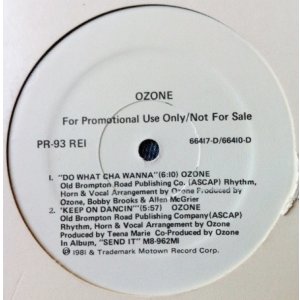 OZONE
For Promotional Use Only/Not For Sale
PR-93 REI 66417-D/66410-D
1. "DO WHAT CHA WANNA"(6:10) OZONE
Old Brompton Road Publishing Co. (ASCAP) Rhythm,
Horn & Vocal Arrangement by Ozone Produced by
Ozone, Bobby Brooks & Allen McGrier
2. "KEEP ON DANCIN'"(5:57) OZONE
Old Brompton Road Publishing Company(ASCAP)
Rhythm, Horn & Vocal Arrangement by Ozone
Produced by Teena Marie Co-Produced by Ozone
In Album, "SEND IT" M8-962MI
© 1981 & Trademark Motown Record Corp.